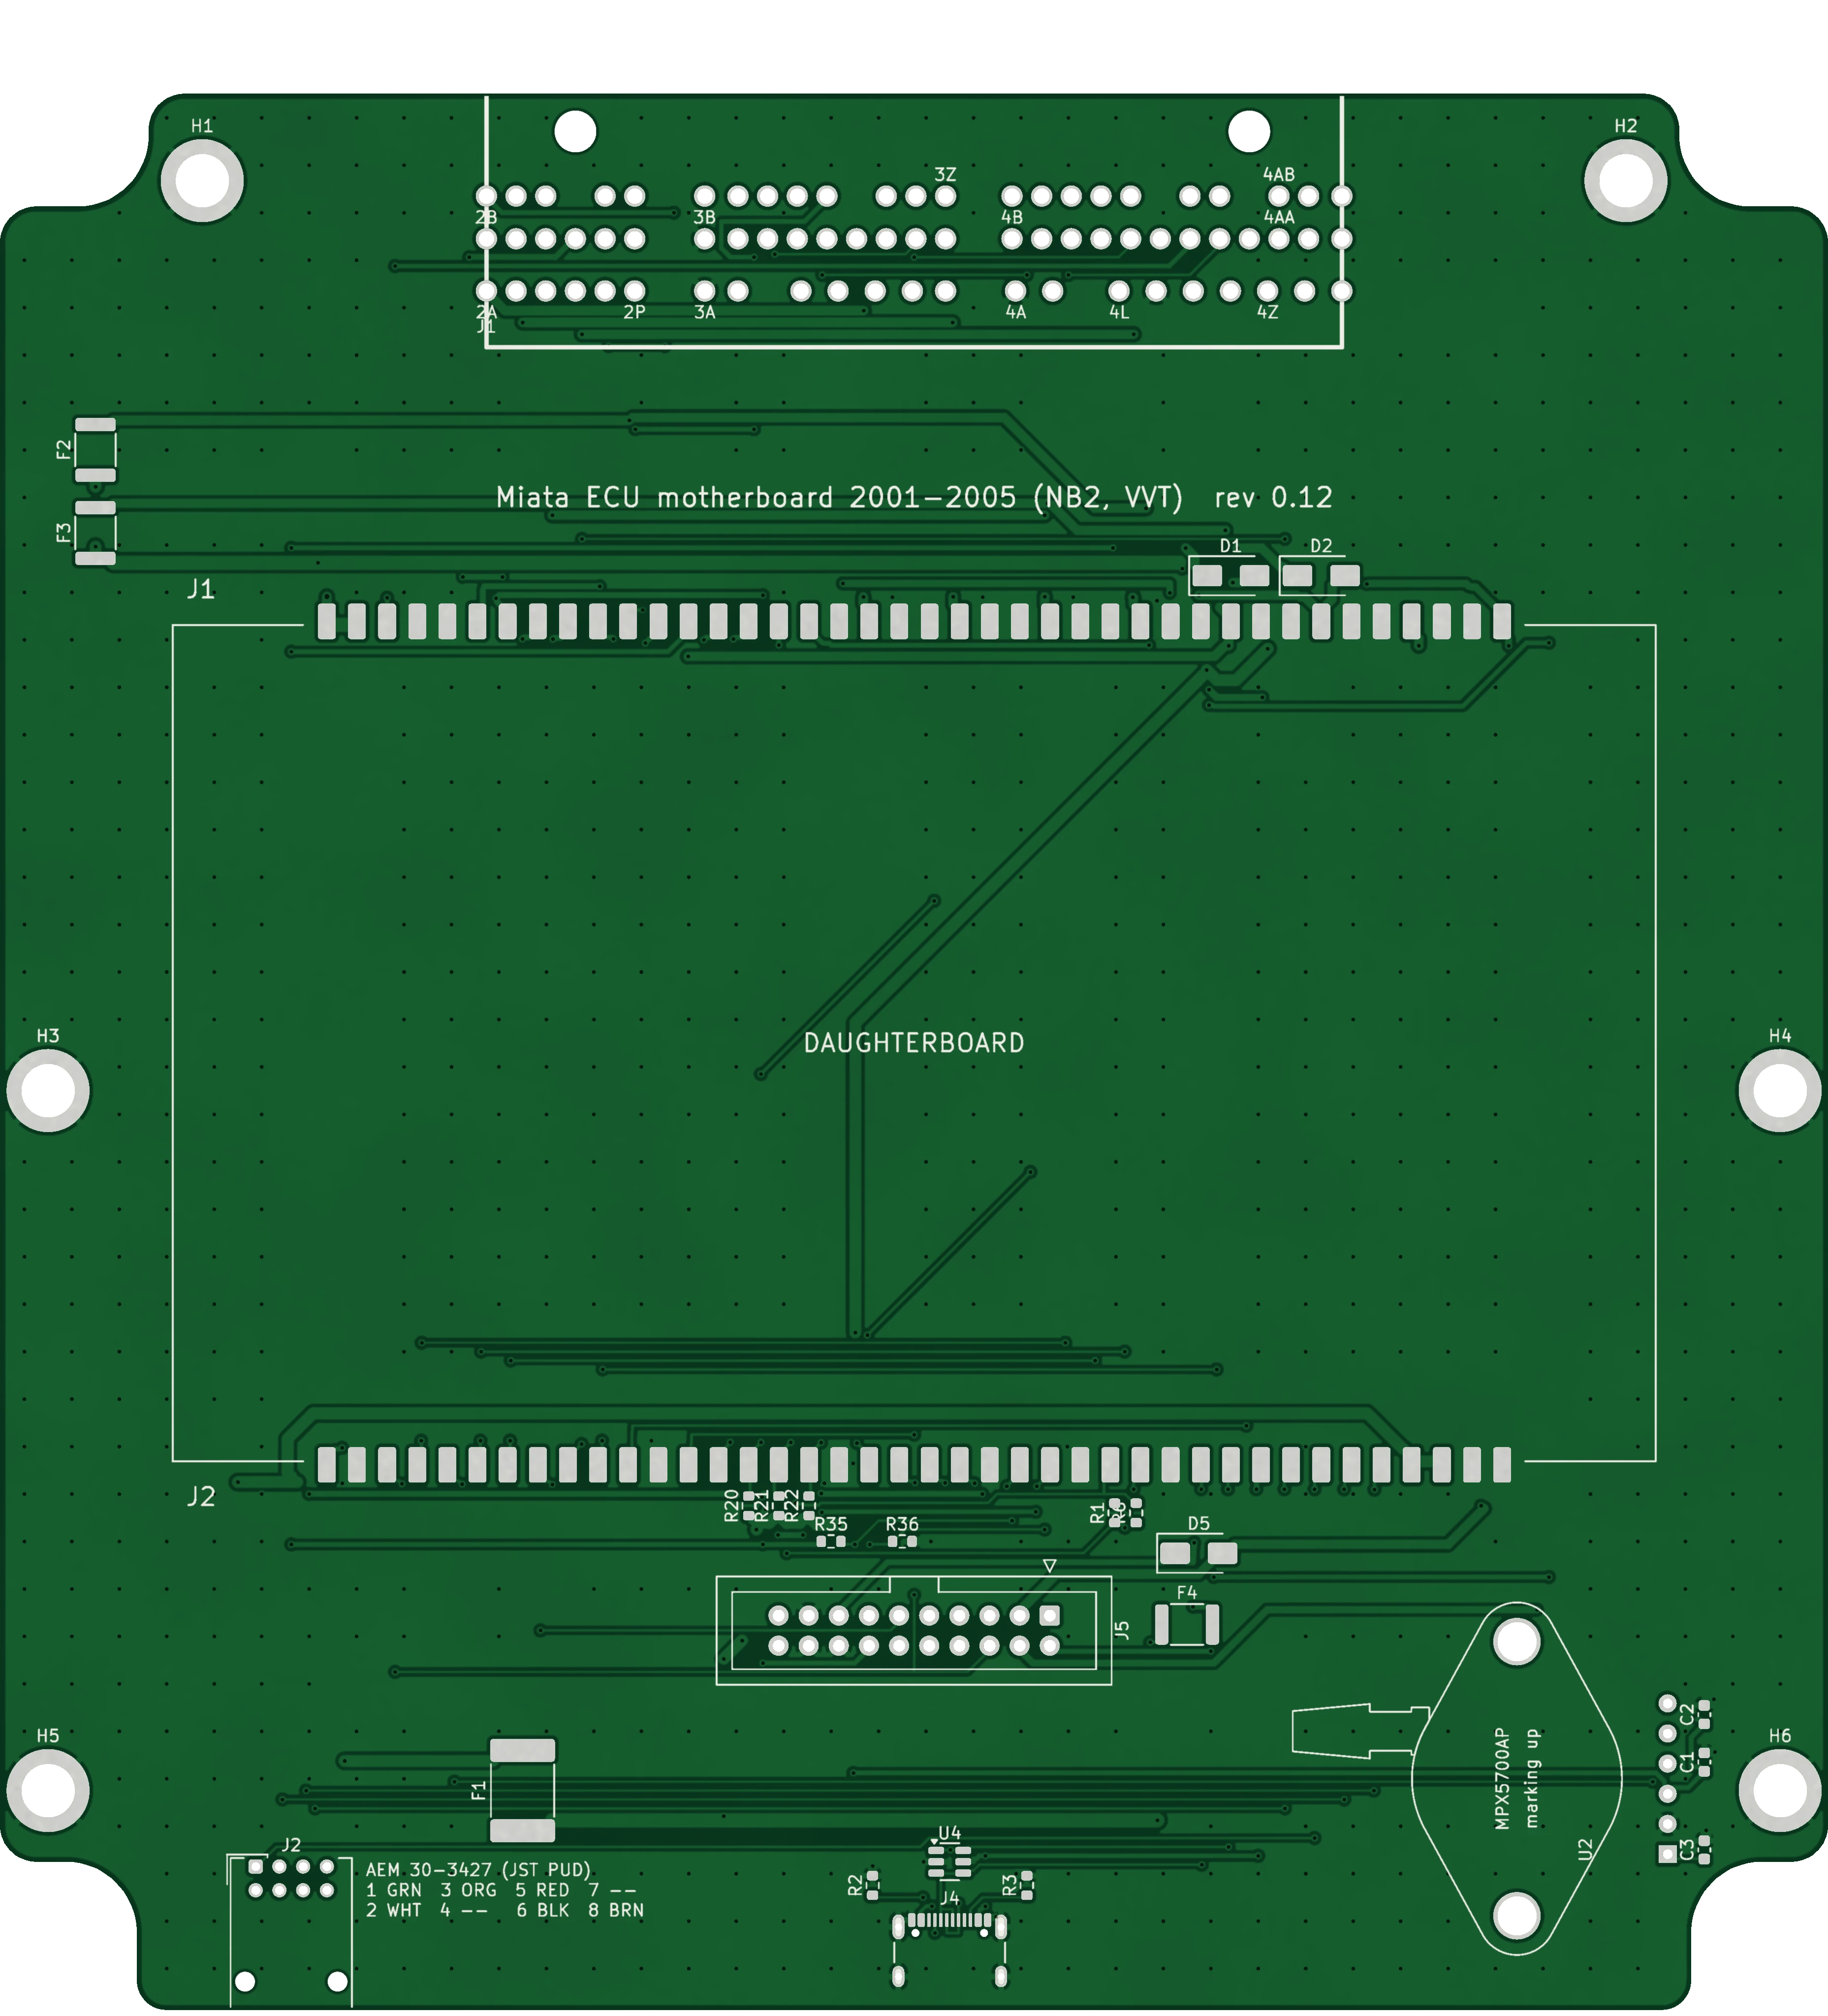 H1
H2
3Z
4AB
2B
3B
4B
4AA
2A
2P
3A
4A
4L
4Z
J1
F2
Miata ECU motherboard 2001-2005 (NB2, VVT)  rev 0.12
F3
D1
D2
J1
H3
DAUGHTERBOARD
H4
J2
R20
R21
R22
R35
R36
R1
D5
F4
J5
H5
H6
C2
C1
C3
MPX5700AP
marking up
U2
F1
U4
J2
AEM 30-3427 (JST PUD)
1 GRN  3 ORG  5 RED  7 --
2 WHT  4 --  6 BLK  8 BRN
R2
R3
J4